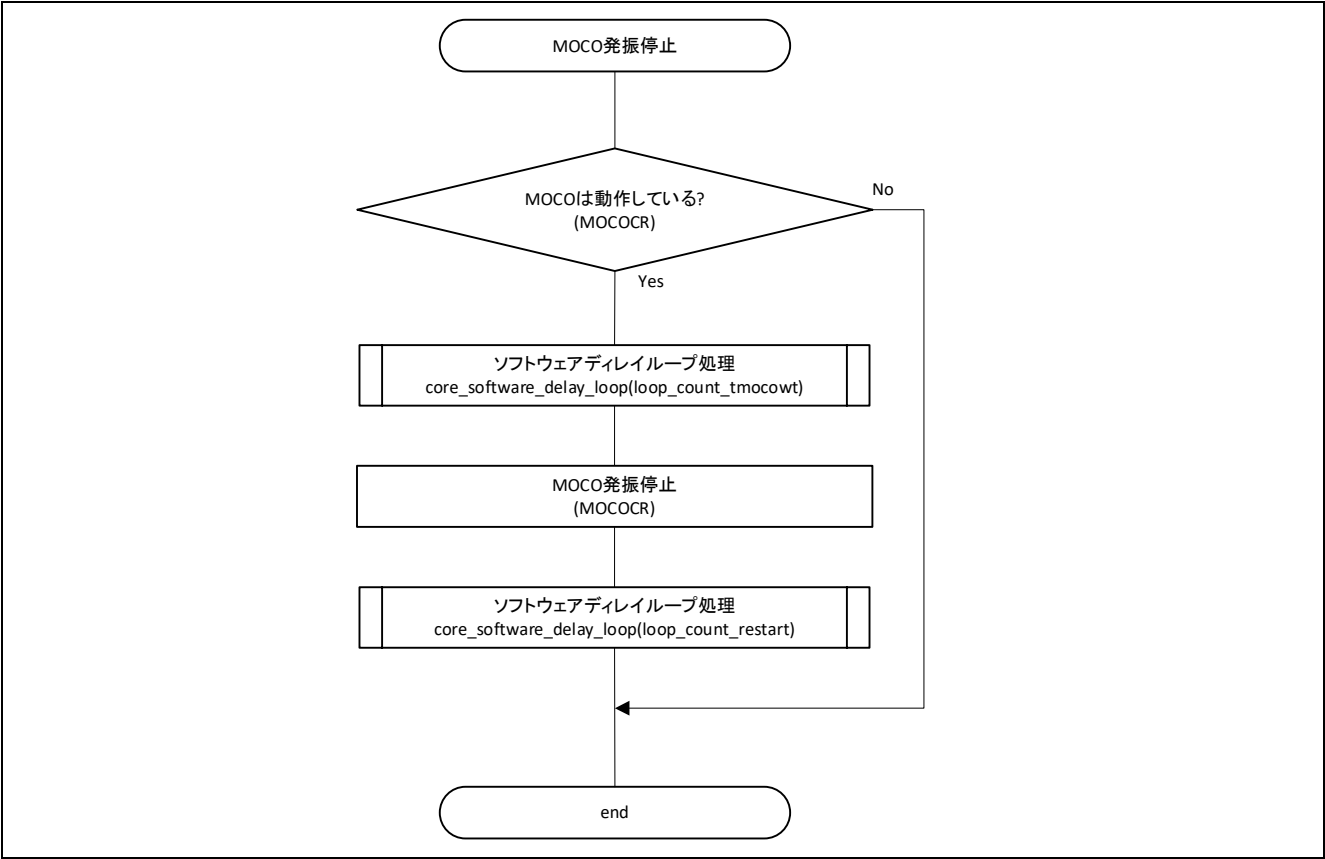 MOCO発振停止
MOCOは動作している?
(MOCOCR)
No
Yes
ソフトウェアディレイループ処理
core_software_delay_loop(loop_count_tmocowt)
MOCO発振停止
(MOCOCR)
ソフトウェアディレイループ処理
core_software_delay_loop(loop_count_restart)
end